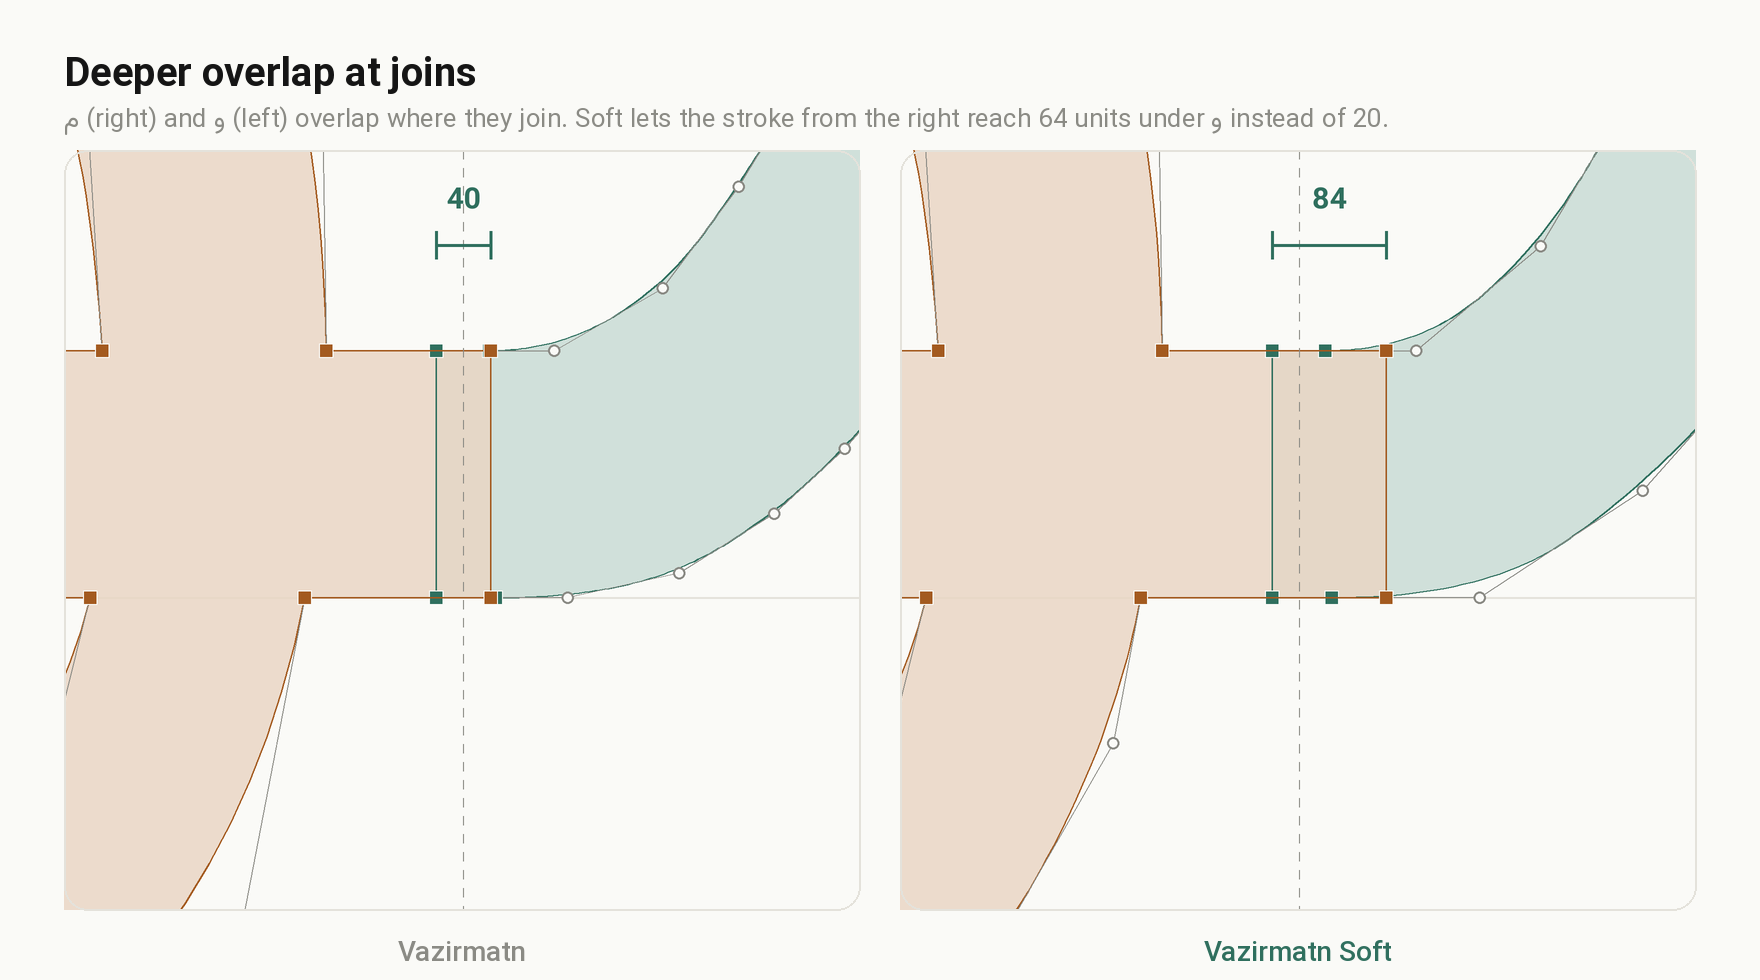 Deeper overlap at joins
م (right) and و (left) overlap where they join. Soft lets the stroke from the right reach 64 units under و instead of 20.
40
84
Vazirmatn
Vazirmatn Soft